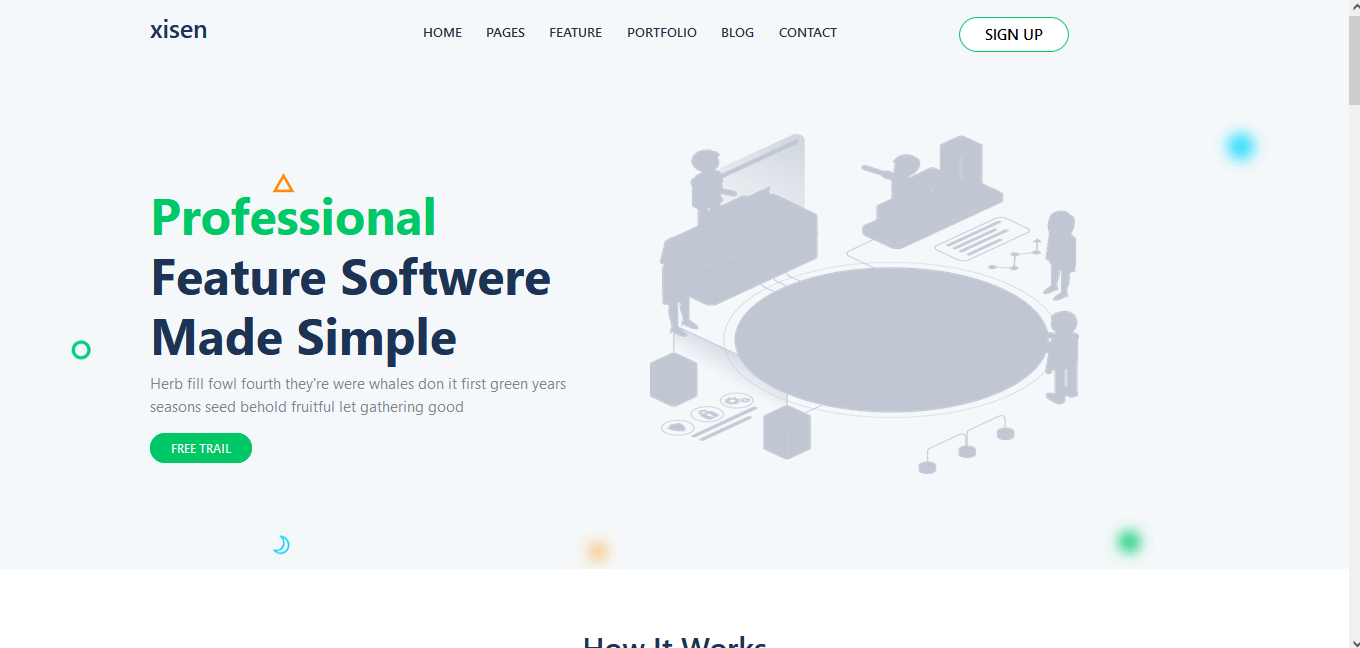 xisen
HOME PAGES FEATURE PORTFOLIO BLOG CONTACT
SIGN UP
Professional
Feature Softwere
Made Simple
Herb fill fowl fourth they're were whales don it first green years
seasons seed behold fruitful let gathering good
FREE TRAIL
How It Works